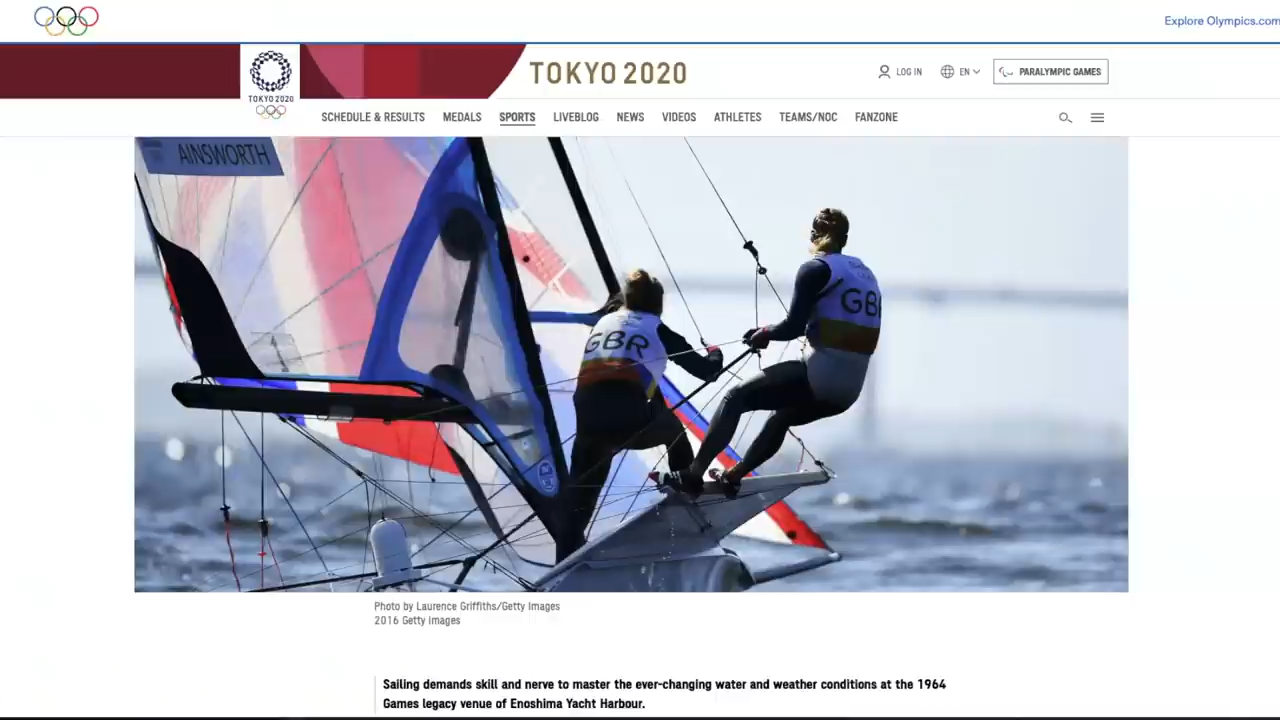 Explore Olympics.com
TOKYO 2020
TOKYO 2020
LOG IN
EN
PARALYMPIC GAMES
SCHEDULE & RESULTS
MEDALS
SPORTS
LIVEBLOG
NEWS
VIDEOS
ATHLETES
TEAMS/NOC
FANZONE
AINSWORTH
GBR
GB
Photo by Laurence Griffiths/Getty Images
2016 Getty Images
Sailing demands skill and nerve to master the ever-changing water and weather conditions at the 1964
Games legacy venue of Enoshima Yacht Harbour.